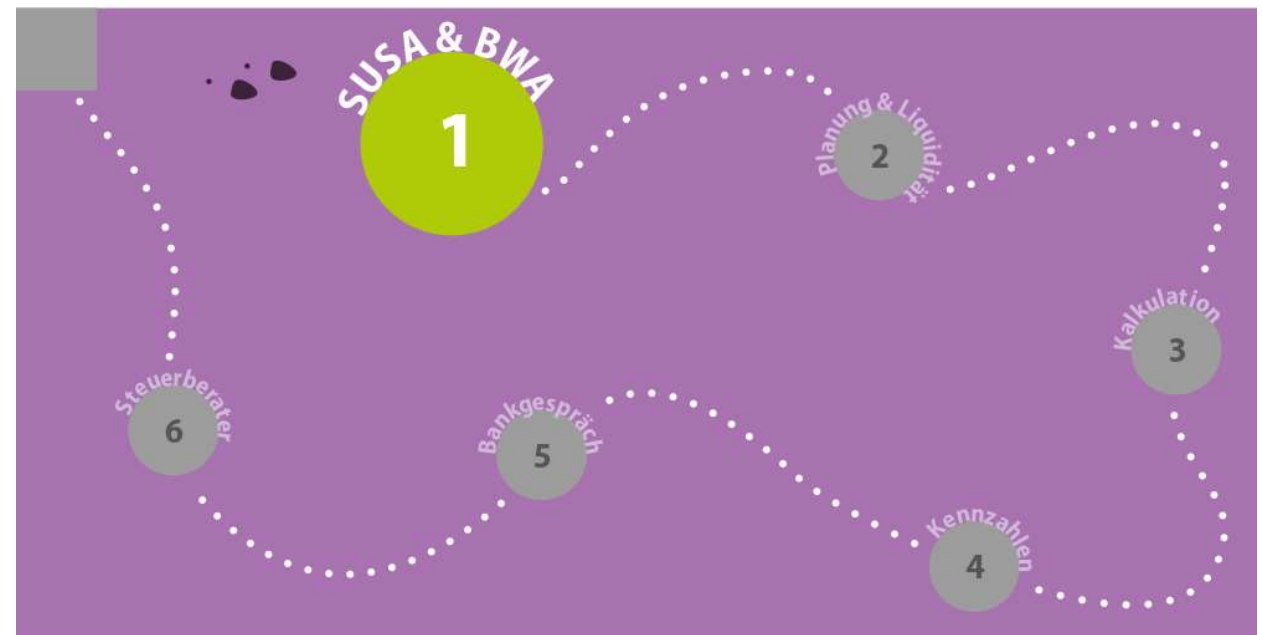 SUSA & BWA
1
Planung & Liquidität
2
Kalkulation
3
Kennzahlen
4
Bankgespräch
5
Steuerberater
6